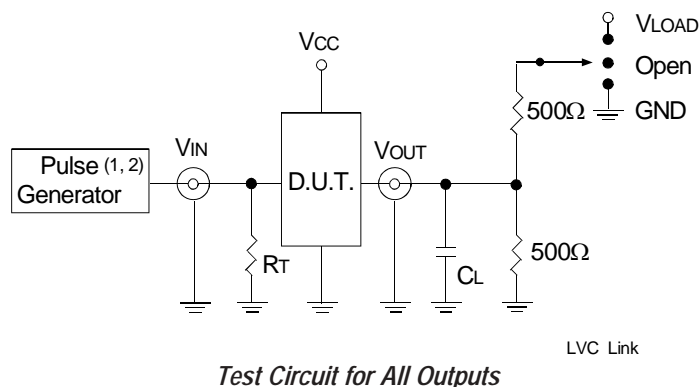 VLOAD
VCC
Open
500Ω
GND
VIN
VOUT
Pulse (1, 2)
Generator
D.U.T.
RT
CL
500Ω
LVC Link
Test Circuit for All Outputs